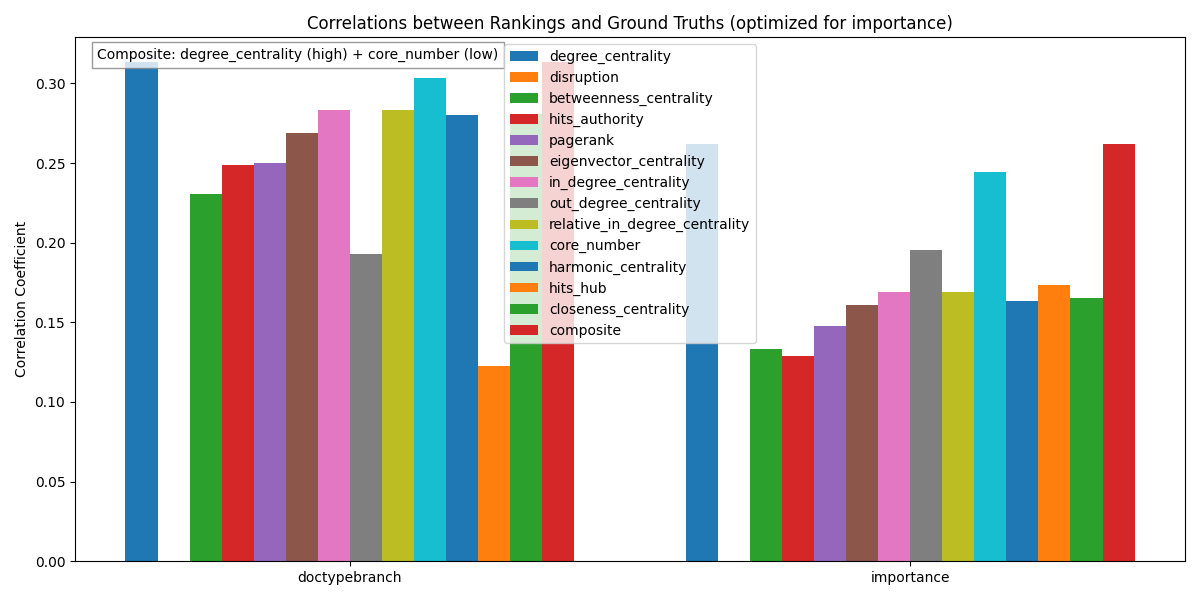 Correlations between Rankings and Ground Truths (optimized for importance)
Composite: degree_centrality (high) + core_number (low)
degree_centrality
disruption
betweenness_centrality
hits_authority
pagerank
eigenvector_centrality
in_degree_centrality
out_degree_centrality
relative_in_degree_centrality
core_number
harmonic_centrality
hits_hub
closeness_centrality
composite
Correlation Coefficient
0.30
0.25
0.20
0.15
0.10
0.05
0.00
doctypebranch
importance